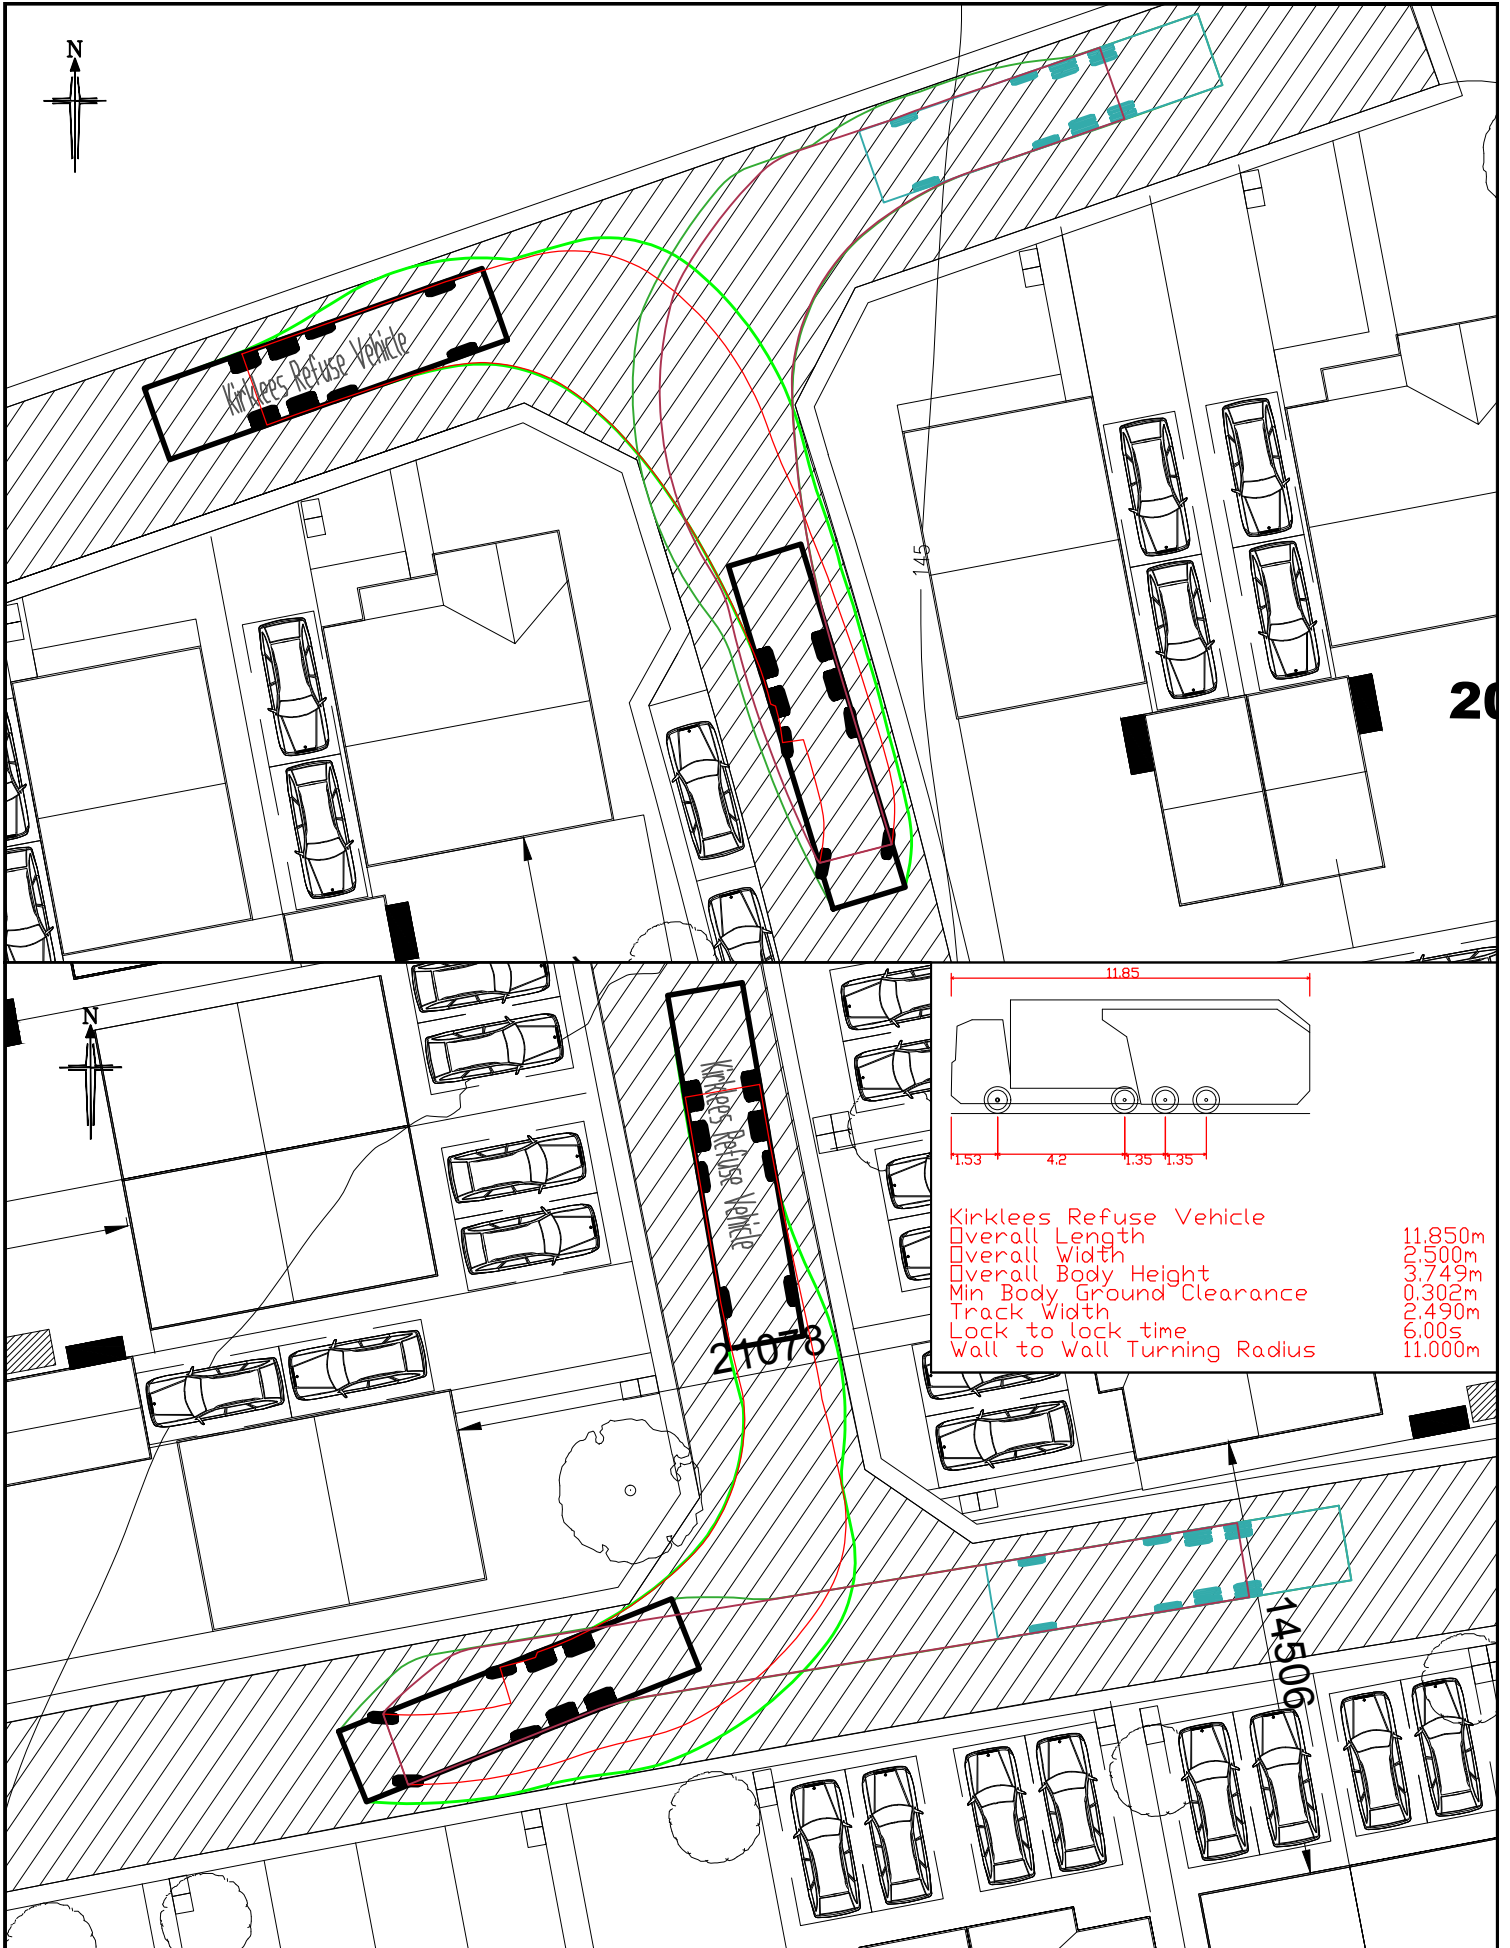 N
Kirklees Refuse Vehicle
145
20
N
Kirklees Refuse Vehicle
21078
14506
11.85
1.53
4.2
1.35
1.35
Kirklees Refuse Vehicle
Overall Length 11.850m
Overall Width 2.500m
Overall Body Height 3.749m
Min Body Ground Clearance 0.302m
Track Width 2.490m
Lock to lock time 6.00s
Wall to Wall Turning Radius 11.000m